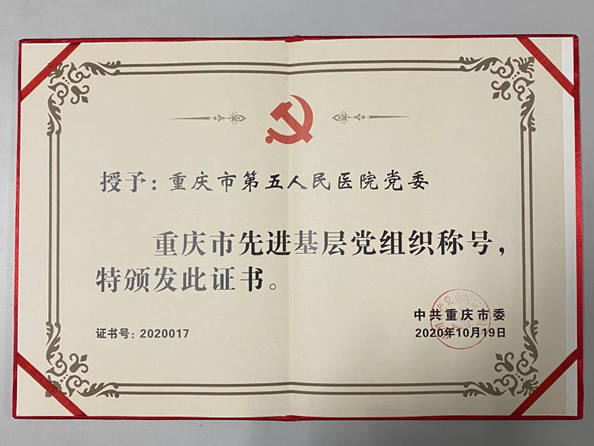 授予：重庆市第五人民医院党委
重庆市先进基层党组织称号，
特颁发此证书。
中共重庆市委
2020年10月19日
证书号：2020017